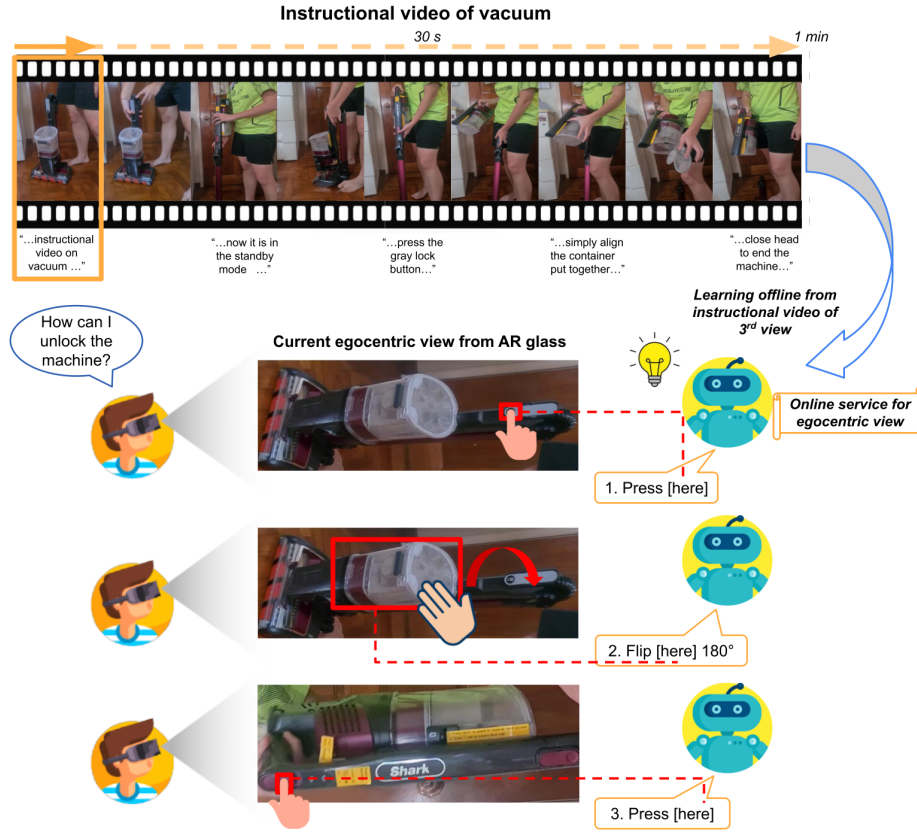 Instructional video of vacuum
30 s
1 min
“…instructional
video on
vacuum …”
“…now it is in
the standby
mode …”
“…press the
gray lock
button…”
“…simply align
the container
put together…”
“…close head
to end the
machine…”
Learning offline from
instructional video of
3rd view
How can I
unlock the
machine?
Current egocentric view from AR glass
Online service for
egocentric view
1. Press [here]
2. Flip [here] 180°
Shark
3. Press [here]